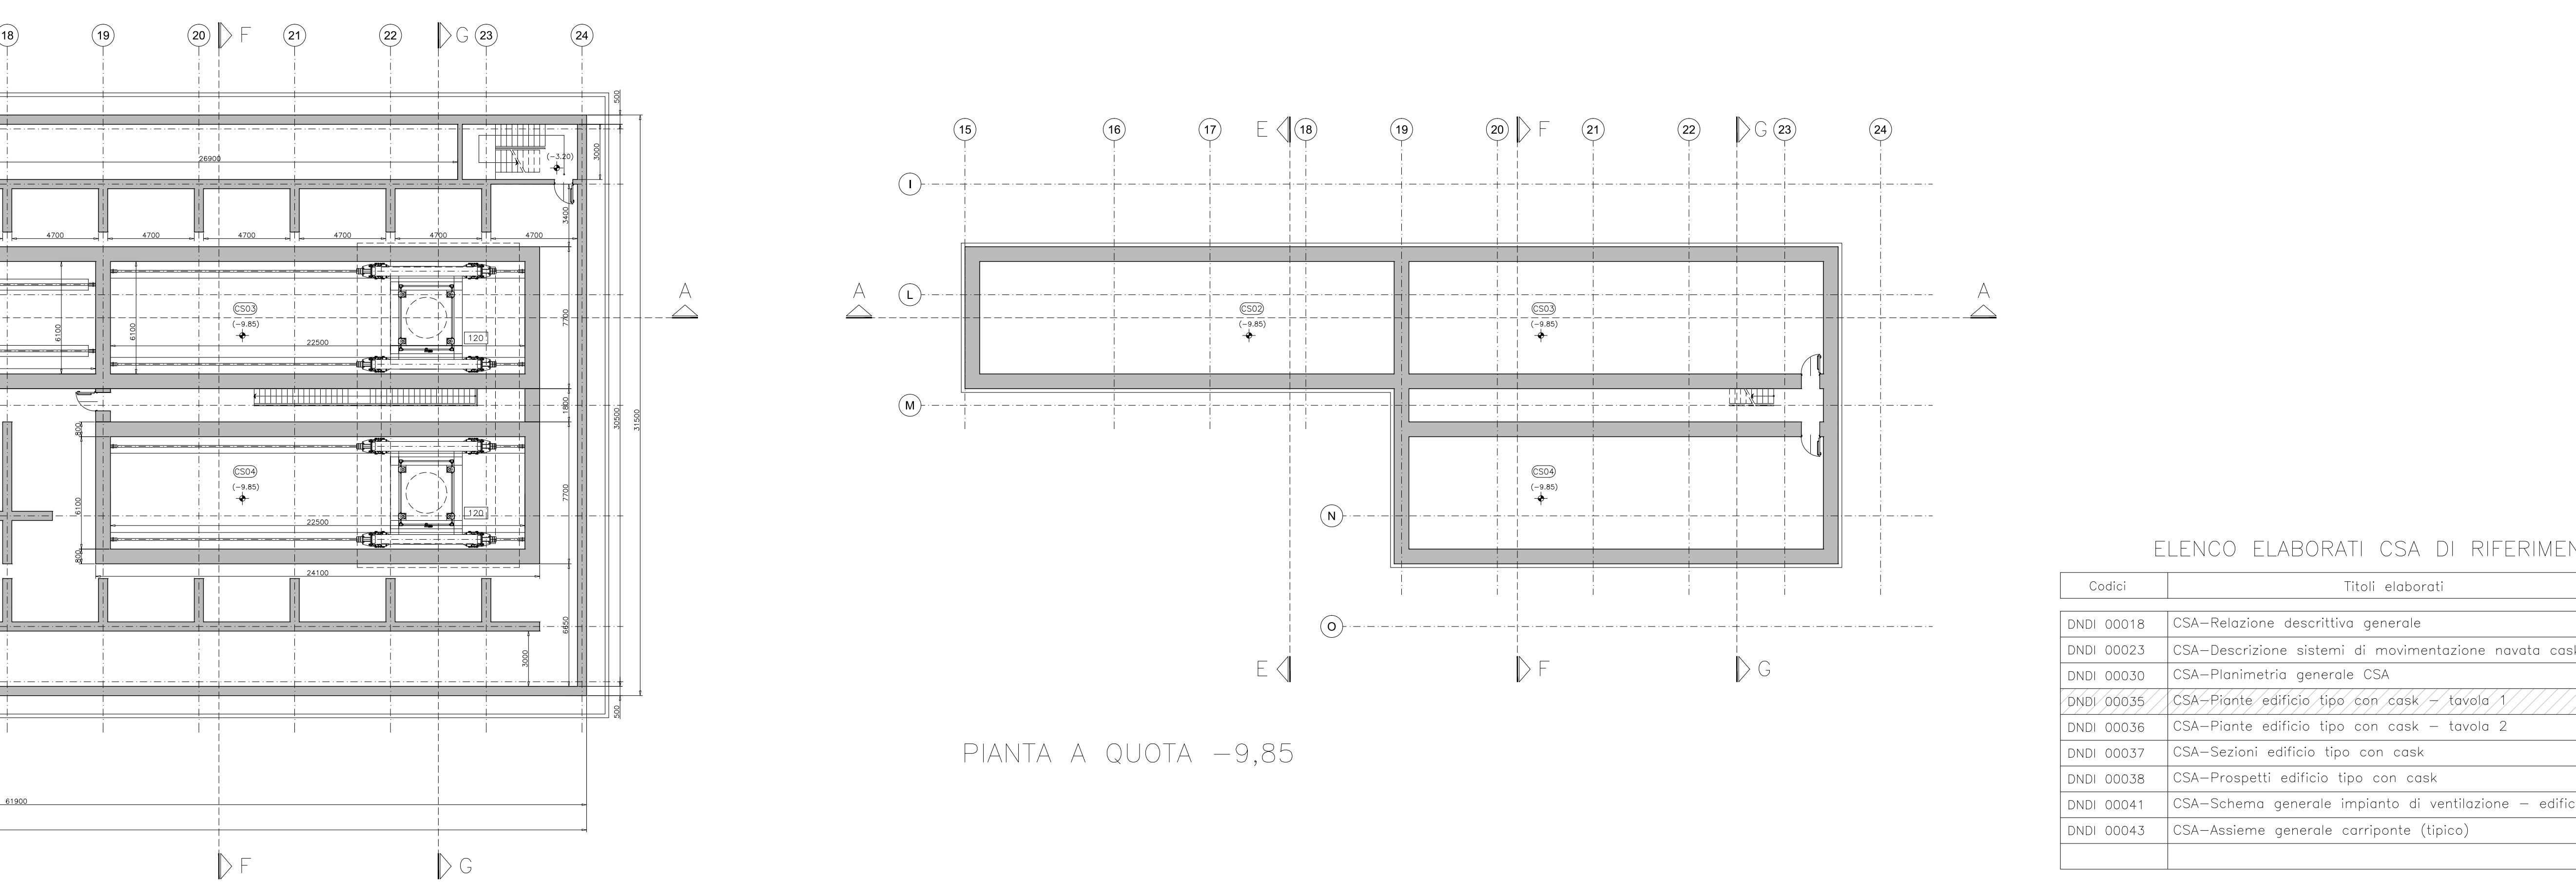 18 19 20 F 21 22 G 23 24
500
26900
(-3.20)
3000
3400
4700 4700 4700 4700 4700 4700
A
CS03
(-9.85)
6100
6100
7700
22500
120
1800
30500
31500
800
CS04
(-9.85)
6100
7700
120
22500
800
24100
6650
3000
500
61900
F G
15 16 17 E 18 19 20 F 21 22 G 23 24
I
L
A A
CS02
(-9.85)
CS03
(-9.85)
M
CS04
(-9.85)
N
O
E F G
PIANTA A QUOTA -9,85
ELENCO ELABORATI CSA DI RIFERIMEN
Codici Titoli elaborati
DNDI 00018 CSA-Relazione descrittiva generale
DNDI 00023 CSA-Descrizione sistemi di movimentazione navata cask
DNDI 00030 CSA-Planimetria generale CSA
DNDI 00035 CSA-Piante edificio tipo con cask - tavola 1
DNDI 00036 CSA-Piante edificio tipo con cask - tavola 2
DNDI 00037 CSA-Sezioni edificio tipo con cask
DNDI 00038 CSA-Prospetti edificio tipo con cask
DNDI 00041 CSA-Schema generale impianto di ventilazione - edific
DNDI 00043 CSA-Assieme generale carriponte (tipico)